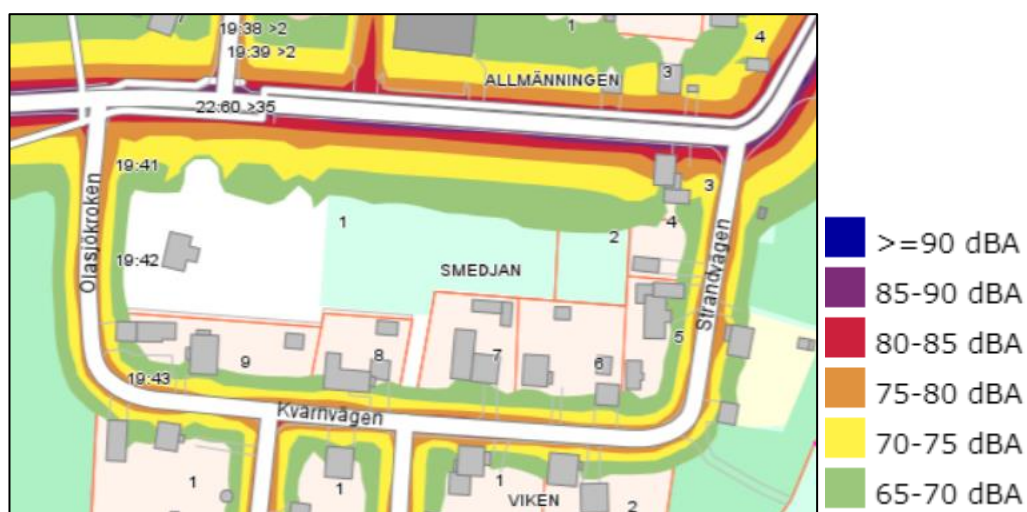 1
19:38 >2
4
19:39 >2
3
ALLMÄNNINGEN
22:60 >35
19:41
3
Olasjökroken
1
4
2
>=90 dBA
19:42
SMEDJAN
Strandvägen
85-90 dBA
80-85 dBA
5
9
8
7
6
75-80 dBA
19:43
Kvarnvägen
70-75 dBA
1
1
1
65-70 dBA
VIKEN
2